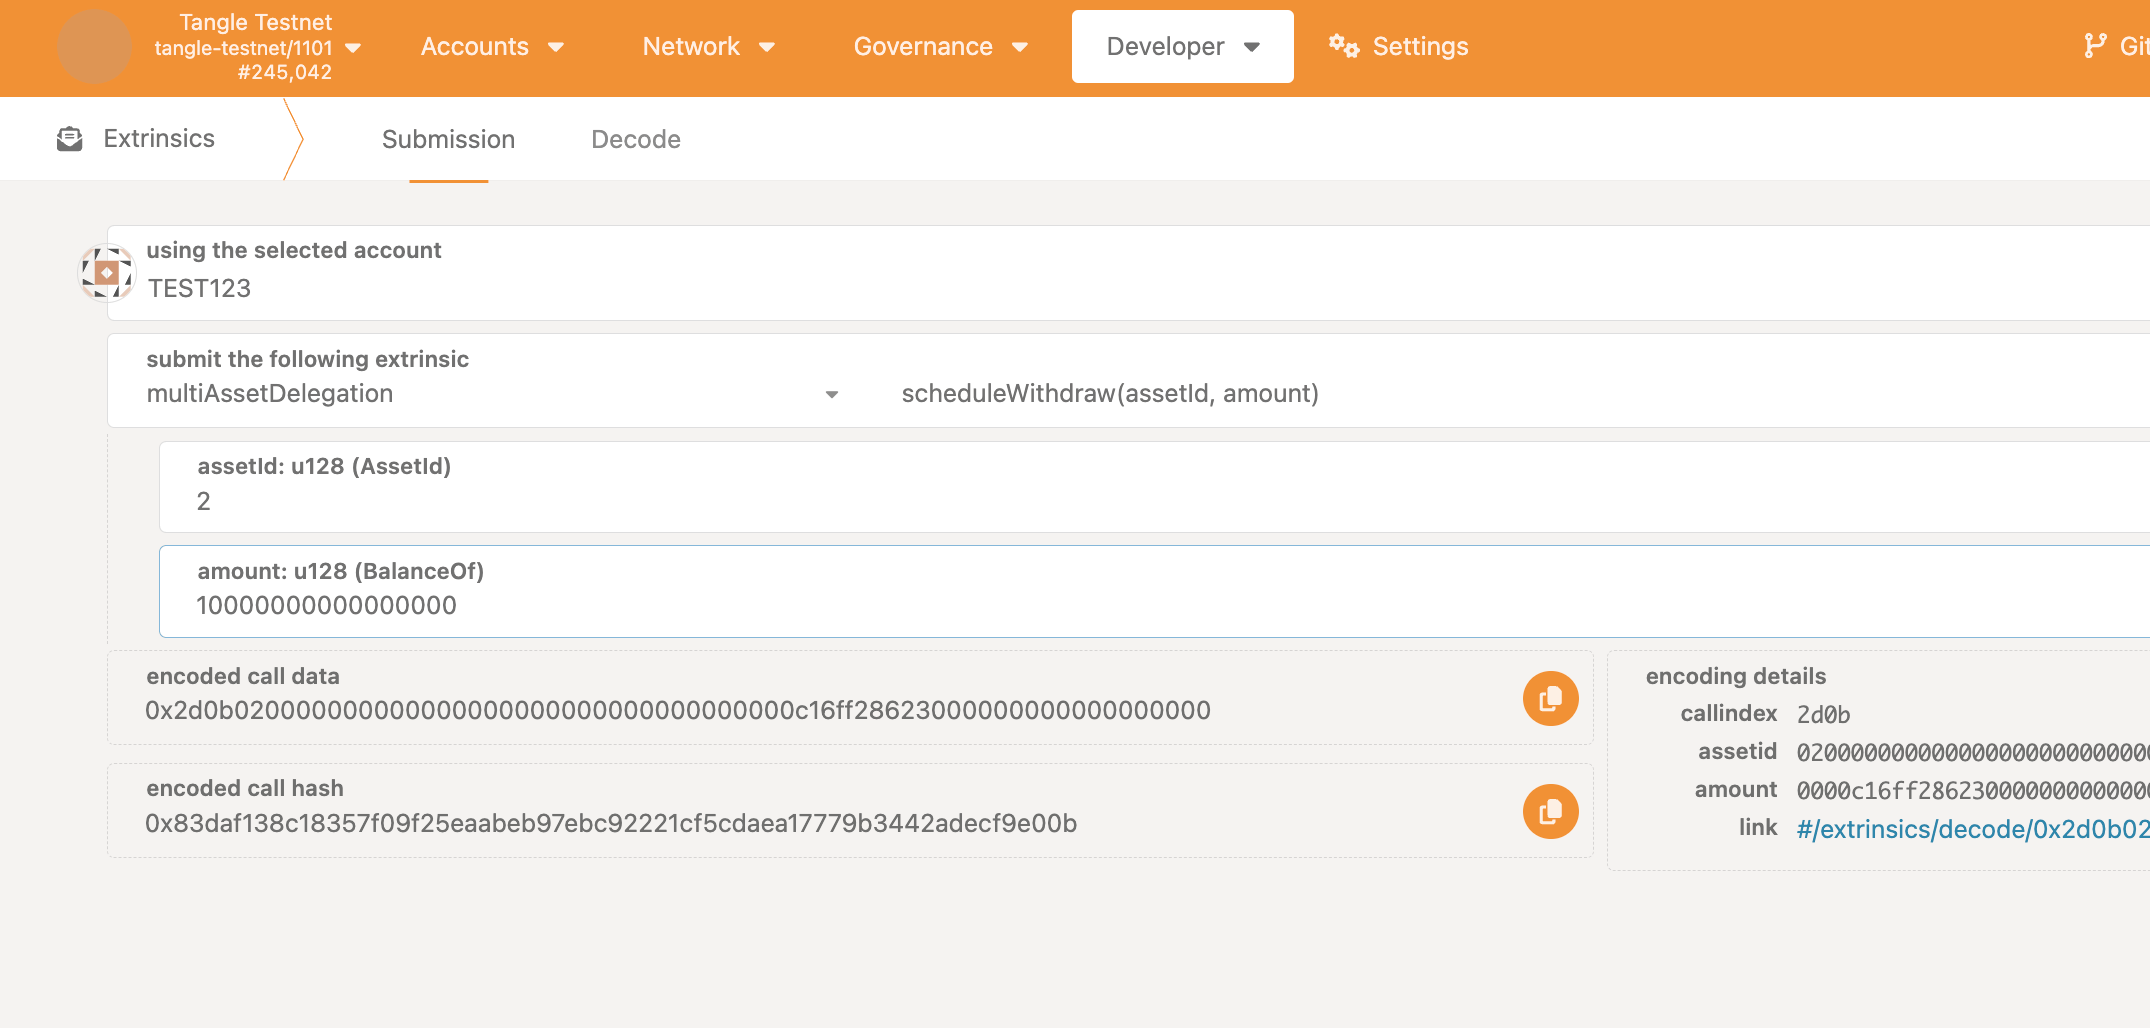 Tangle Testnet
tangle-testnet/1101
#245,042
Accounts
Network
Governance
Developer
Settings
Git
Extrinsics
Submission
Decode
using the selected account
TEST123
submit the following extrinsic
multiAssetDelegation
scheduleWithdraw(assetId, amount)
assetId: u128 (AssetId)
2
amount: u128 (BalanceOf)
10000000000000000
encoded call data
0x2d0b020000000000000000000000000000000000c16ff28623000000000000000000
encoded call hash
0x83daf138c18357f09f25eaabeb97ebc92221cf5cdaea17779b3442adecf9e00b
encoding details
callindex 2d0b
assetid 02000000000000000000000000
amount 0000c16ff28623000000000000
link #/extrinsics/decode/0x2d0b02